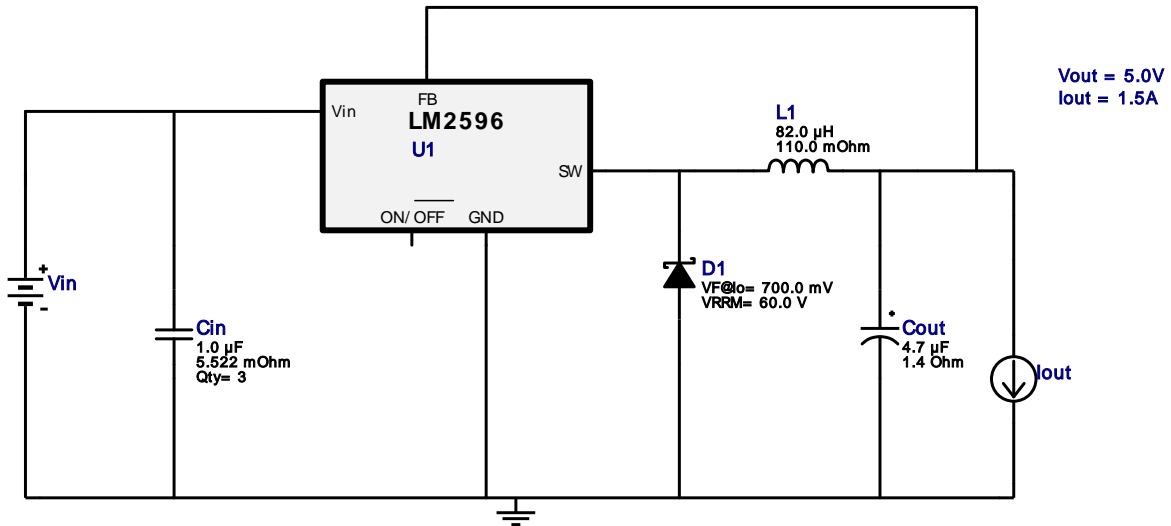 Vout = 5.0V
Iout = 1.5A
FB
Vin
LM2596
U1
SW
ON/ OFF
GND
L1
82.0 µH
110.0 mOhm
+
Vin
-
Cin
1.0 µF
5.522 mOhm
Qty= 3
D1
VF@Io= 700.0 mV
VRRM= 60.0 V
+
Cout
4.7 µF
1.4 Ohm
Iout